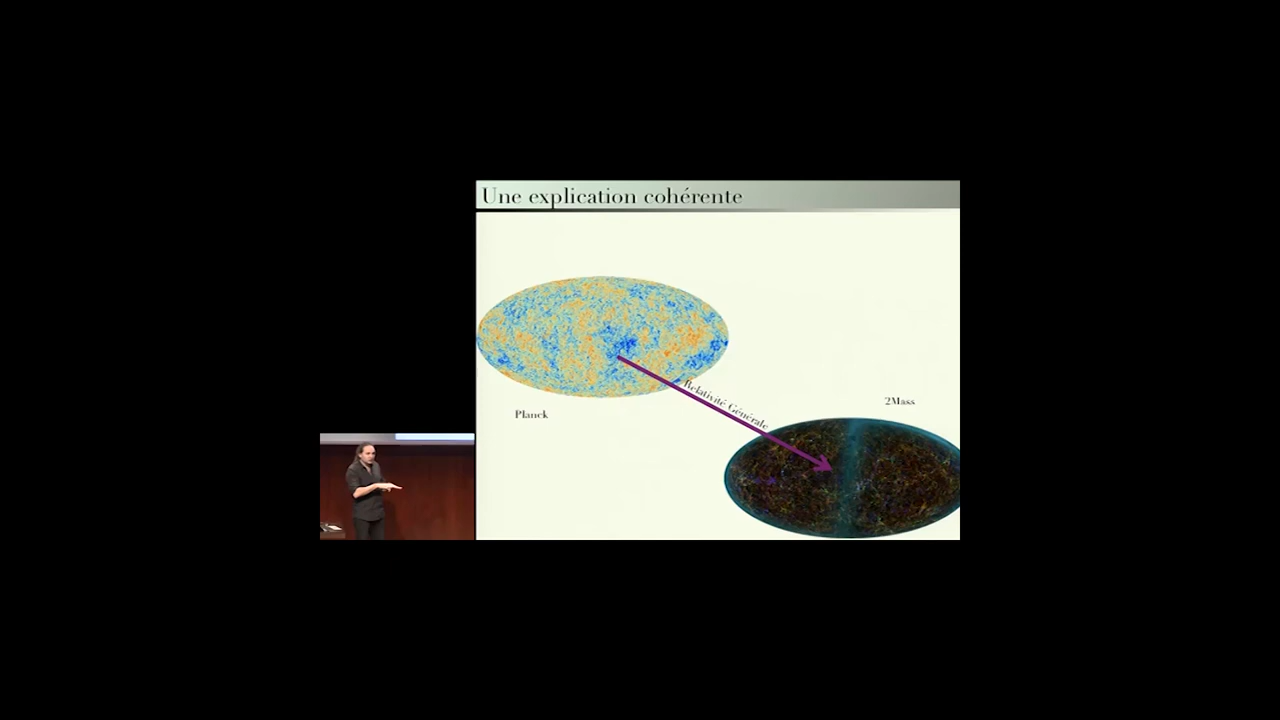 Une explication cohérente
Planck
Relativité Générale
2Mass